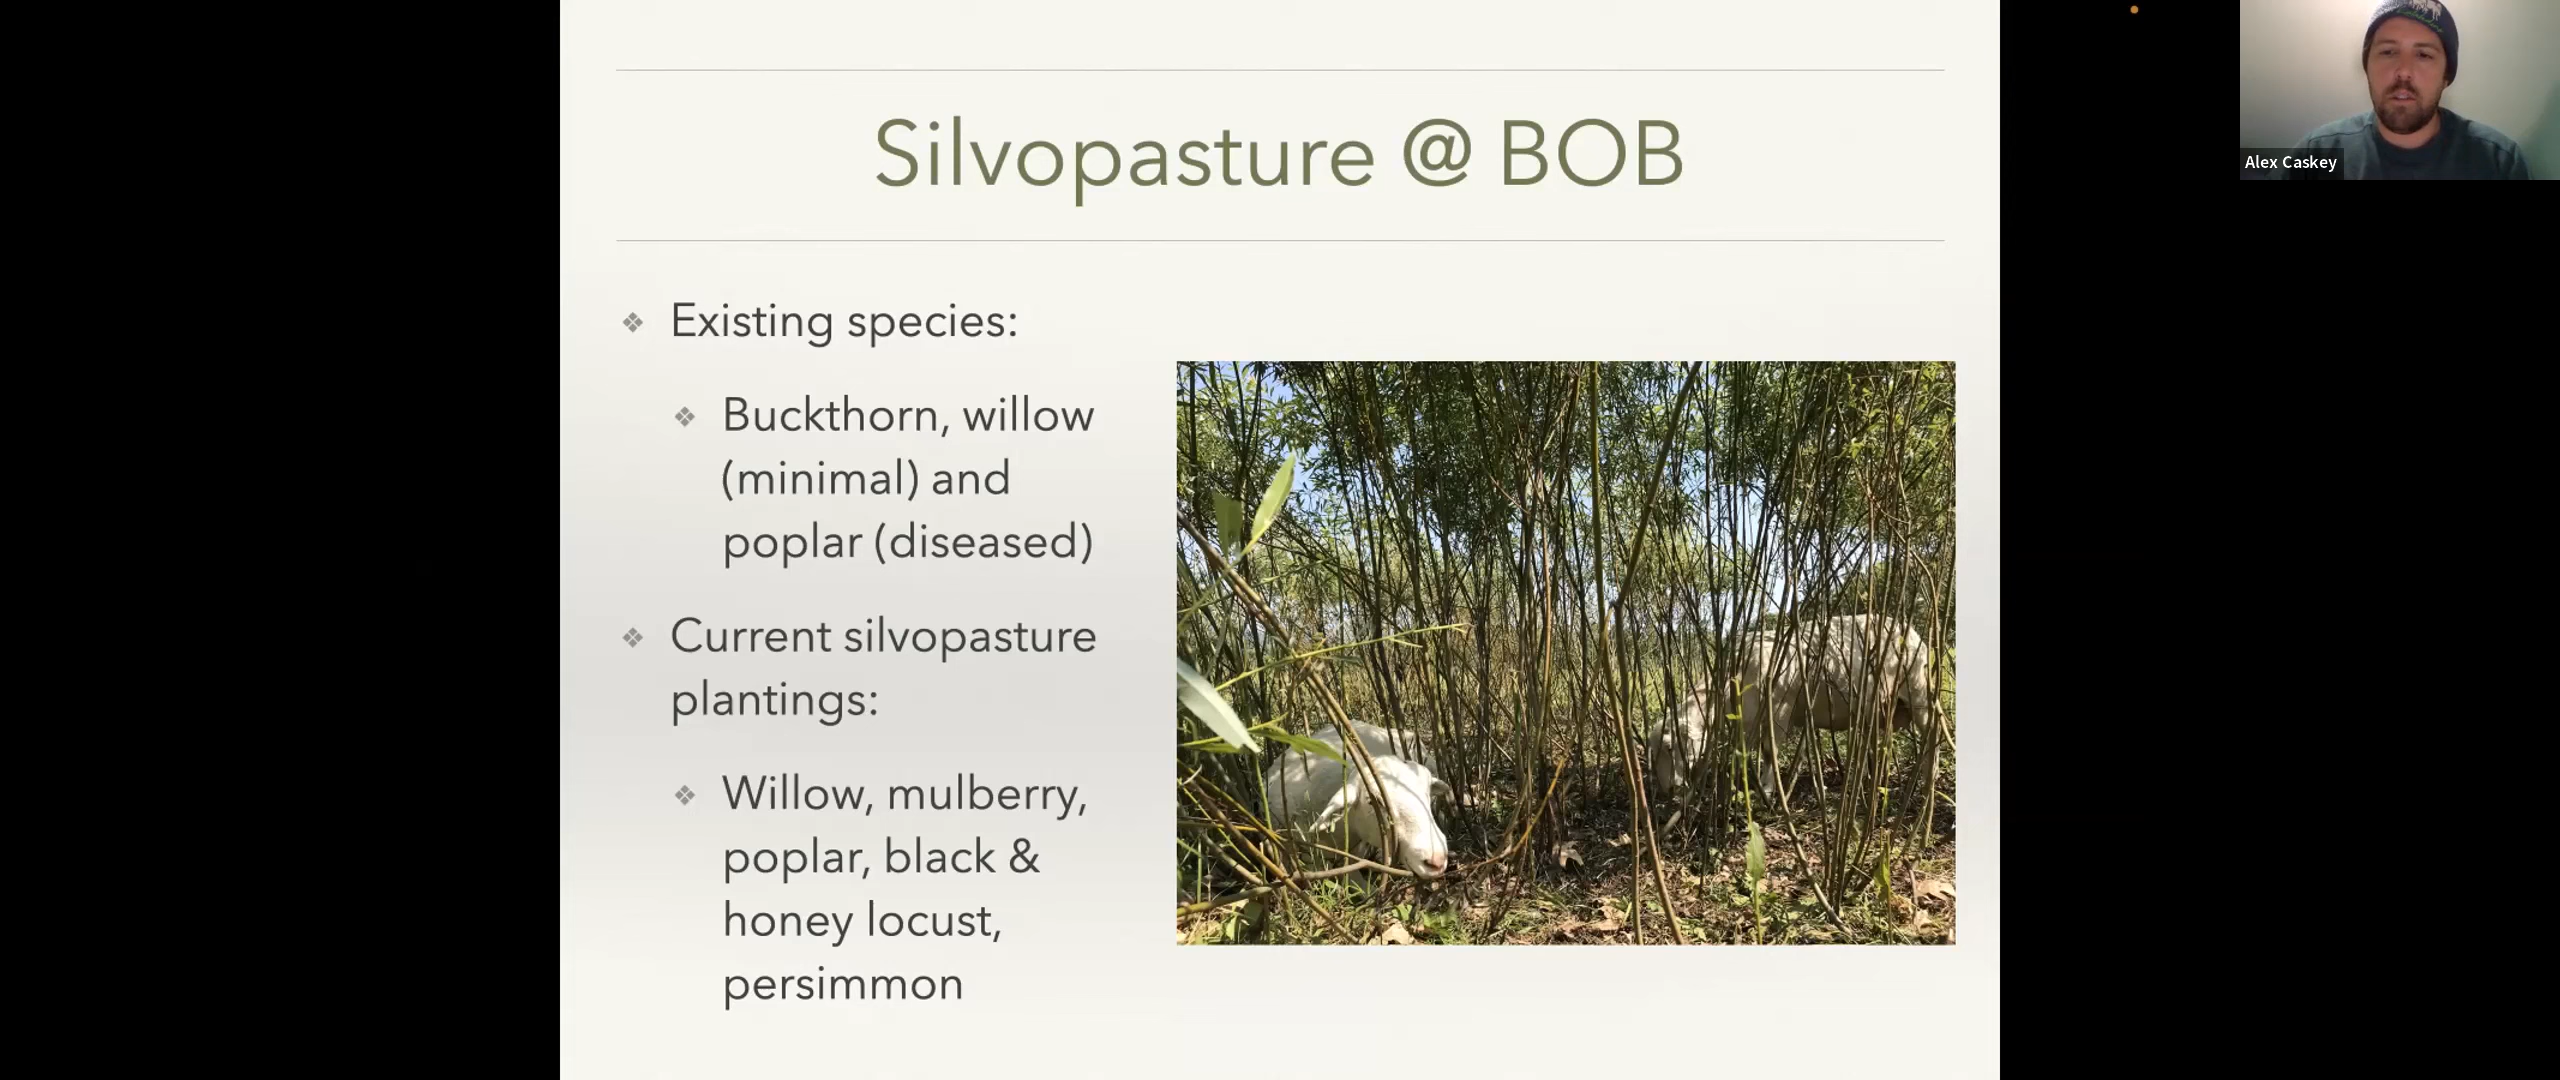 Silvopasture @ BOB
Alex Caskey
❖ Existing species:
❖ Buckthorn, willow
(minimal) and
poplar (diseased)
❖ Current silvopasture
plantings:
❖ Willow, mulberry,
poplar, black &
honey locust,
persimmon